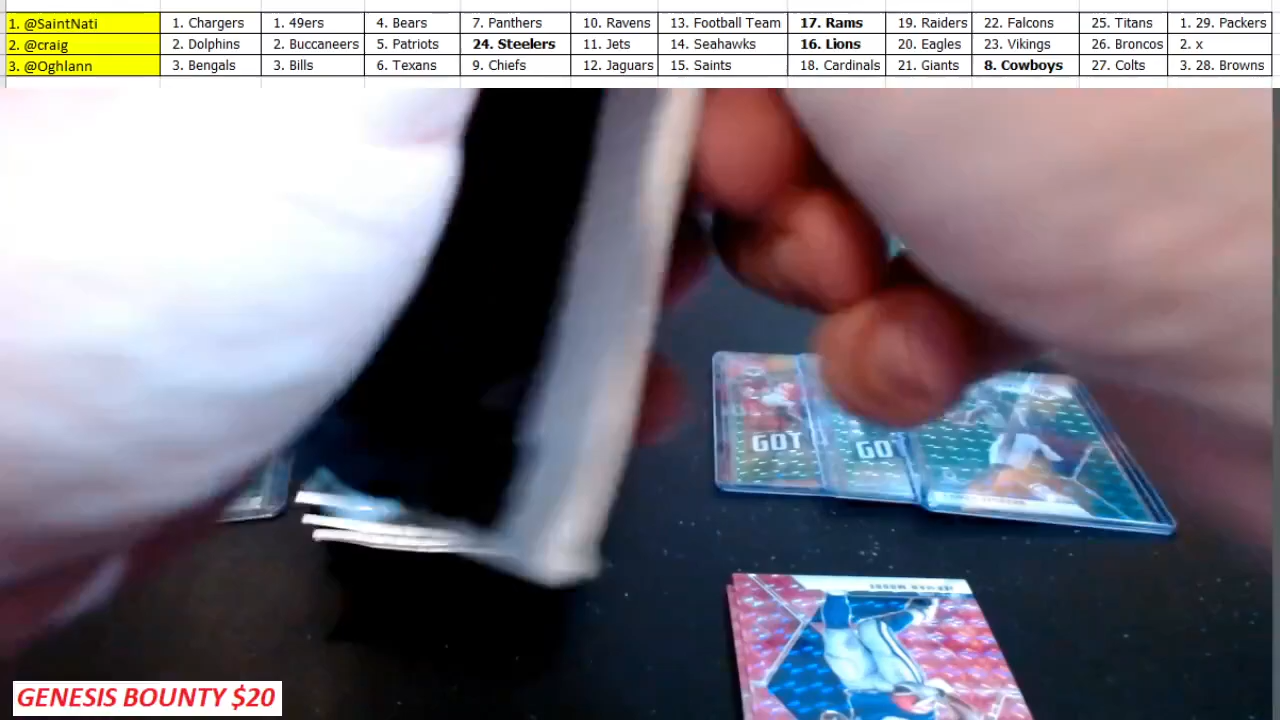 1. @SaintNati 1. Chargers 1. 49ers 4. Bears 7. Panthers 10. Ravens 13. Football Team 17. Rams 19. Raiders 22. Falcons 25. Titans 1. 29. Packers
2. @craig 2. Dolphins 2. Buccaneers 5. Patriots 24. Steelers 11. Jets 14. Seahawks 16. Lions 20. Eagles 23. Vikings 26. Broncos 2. x
3. @Oghlann 3. Bengals 3. Bills 6. Texans 9. Chiefs 12. Jaguars 15. Saints 18. Cardinals 21. Giants 8. Cowboys 27. Colts 3. 28. Browns
GOT
GOT
GENESIS BOUNTY $20